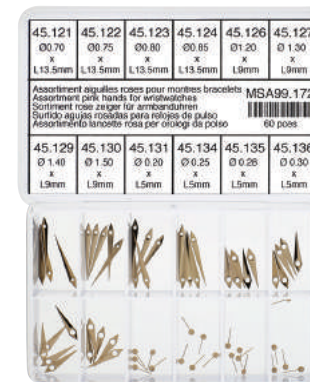 45.121 45.122 45.123 45.124 45.126 45.127
Ø0.70 Ø0.75 Ø0.80 Ø0.85 Ø1.20 Ø 1.30
x x x x x x
L13.5mm L13.5mm L13.5mm L13.5mm L9mm L9mm
Assortiment aiguilles roses pour montres bracelets MSA99.172
Assortment pink hands for wristwatches
Sortiment rose zeiger für armbanduhren
Surtido agujas rosadas para relojes de pulso
Assortimento lancette rosa per orologi da polso 60 pces
45.129 45.130 45.131 45.134 45.135 45.136
Ø 1.40 Ø 1.50 Ø 0.20 Ø 0.25 Ø 0.28 Ø 0.30
x x x x x x
L9mm L9mm L5mm L5mm L5mm L5mm